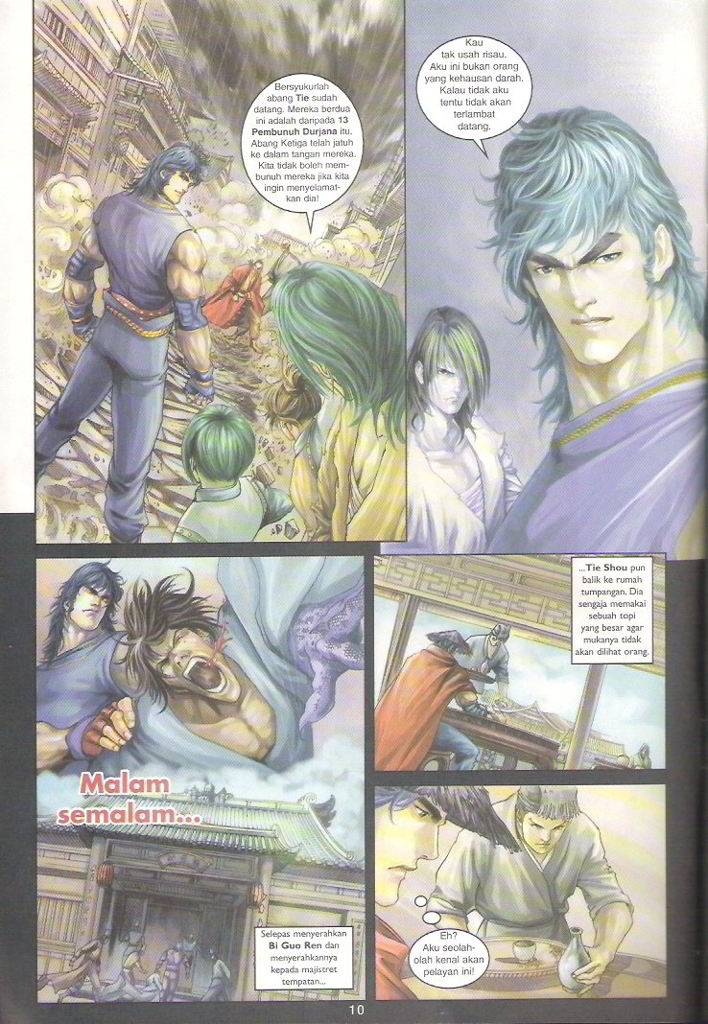 Bersyukurlah
abang Tie sudah
datang. Mereka berdua
ini adalah daripada 13
Pembunuh Durjana itu.
Abang Ketiga telah jatuh
ke dalam tangan mereka.
Kita tidak boleh mem-
bunuh mereka jika kita
ingin menyelamat-
kan dia!
Kau
tak usah risau.
Aku ini bukan orang
yang kehausan darah.
Kalau tidak aku
tentu tidak akan
terlambat
datang.
Malam
semalam...
Selepas menyerahkan
Bi Guo Ren dan
menyerahkannya
kepada majistret
tempatan...
...Tie Shou pun
balik ke rumah
tumpangan. Dia
sengaja memakai
sebuah topi
yang besar agar
mukanya tidak
akan dilihat orang.
Eh?
Aku seolah-
olah kenal akan
pelayan ini!
10